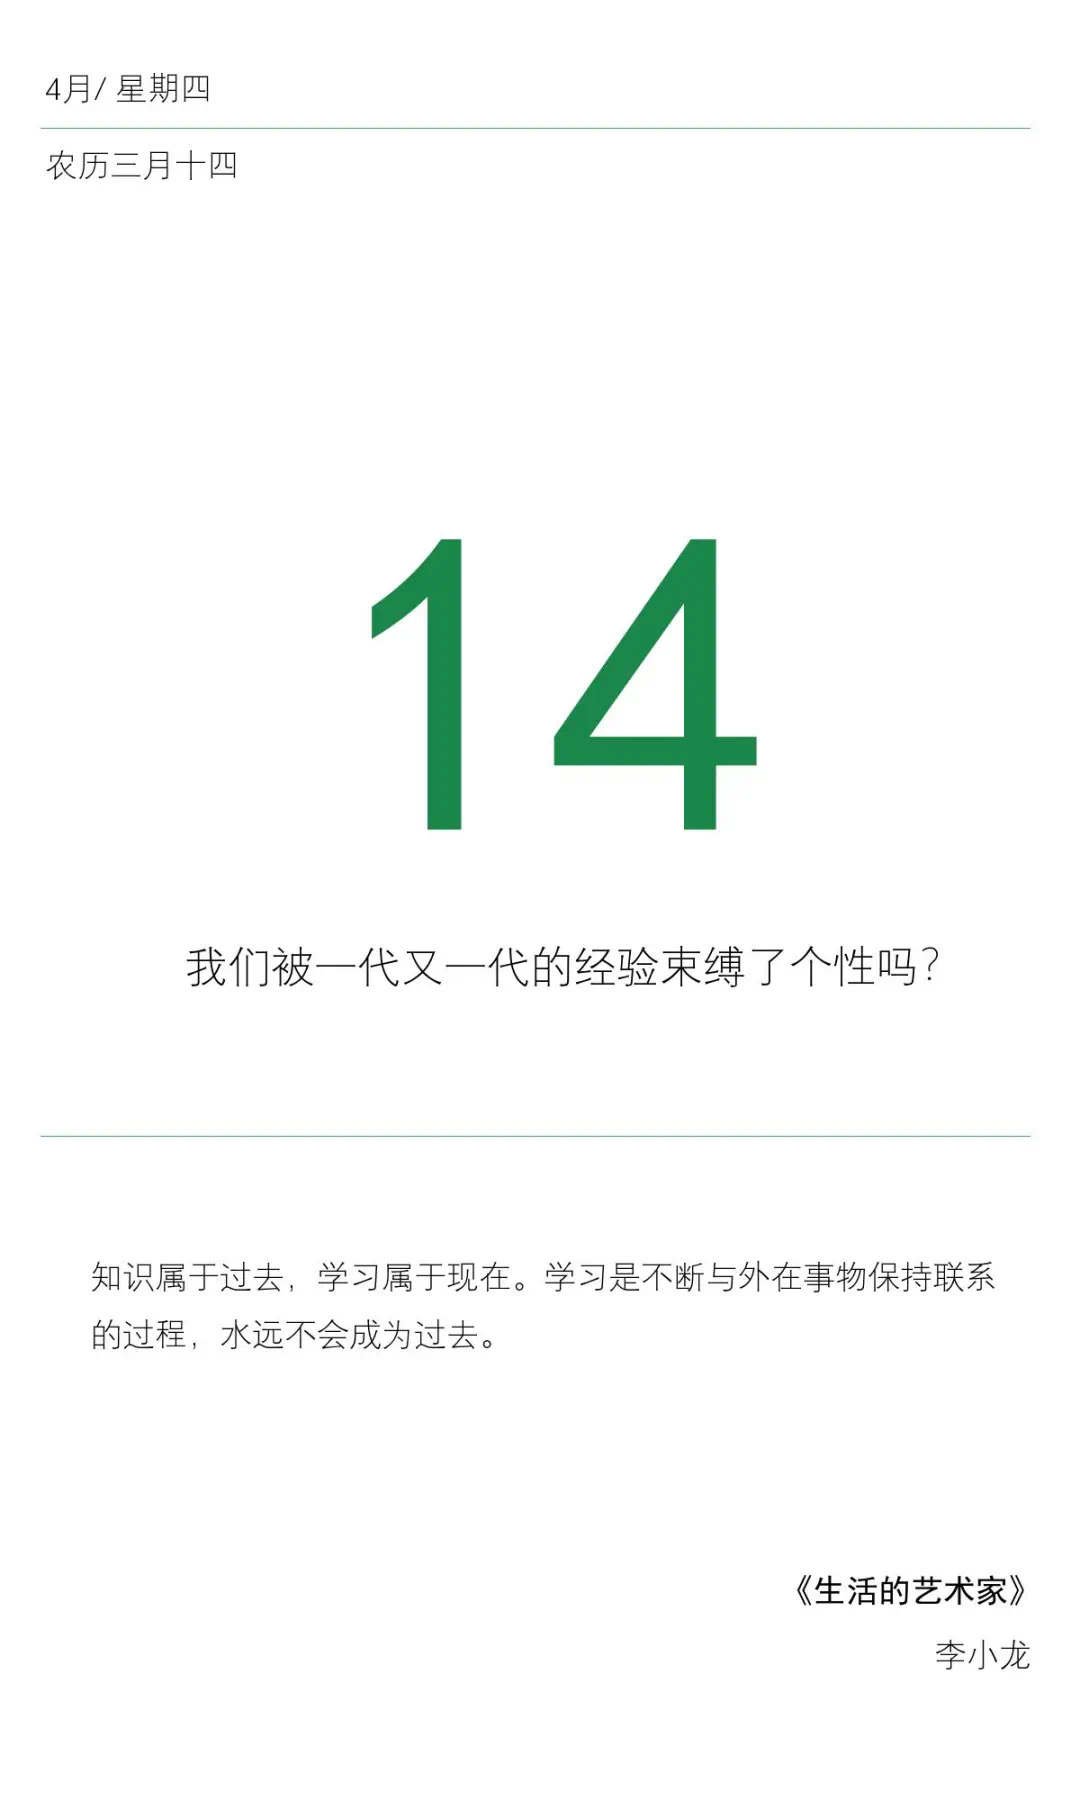 4月/ 星期四
农历三月十四
14
我们被一代又一代的经验束缚了个性吗?
知识属于过去，学习属于现在。学习是不断与外在事物保持联系
的过程，水远不会成为过去。
《生活的艺术家》
李小龙